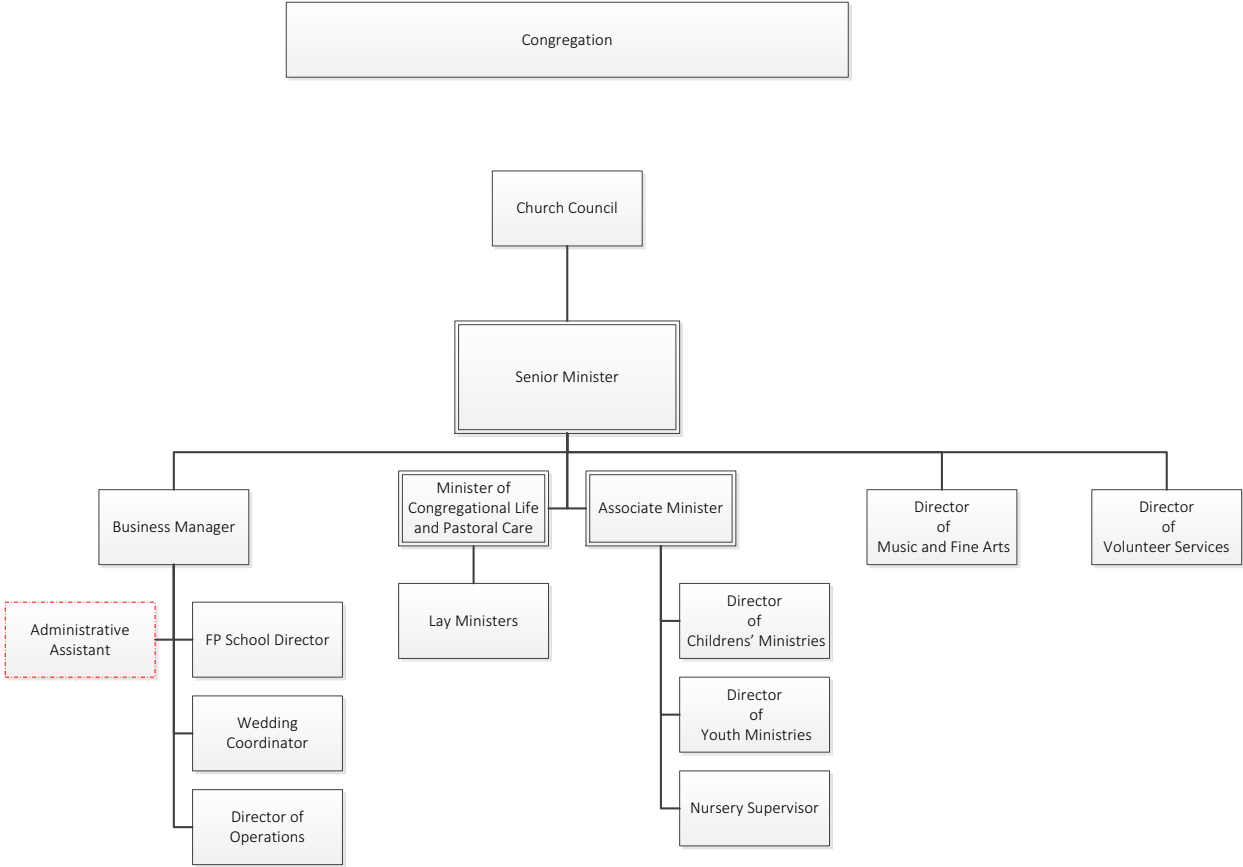 Congregation
Church Council
Senior Minister
Business Manager
Minister of
Congregational Life
and Pastoral Care
Associate Minister
Director
of
Music and Fine Arts
Director
of
Volunteer Services
Administrative
Assistant
FP School Director
Wedding
Coordinator
Director of
Operations
Lay Ministers
Director
of
Childrens’ Ministries
Director
of
Youth Ministries
Nursery Supervisor